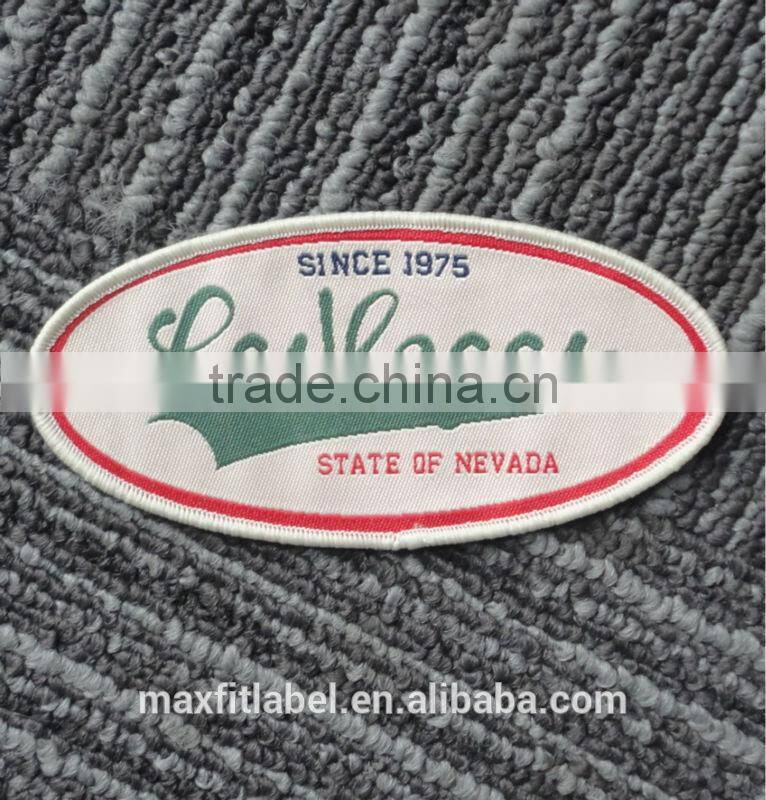 SINCE 1975
trade.china.cn
STATE OF NEVADA
maxfitlabel.en.alibaba.com